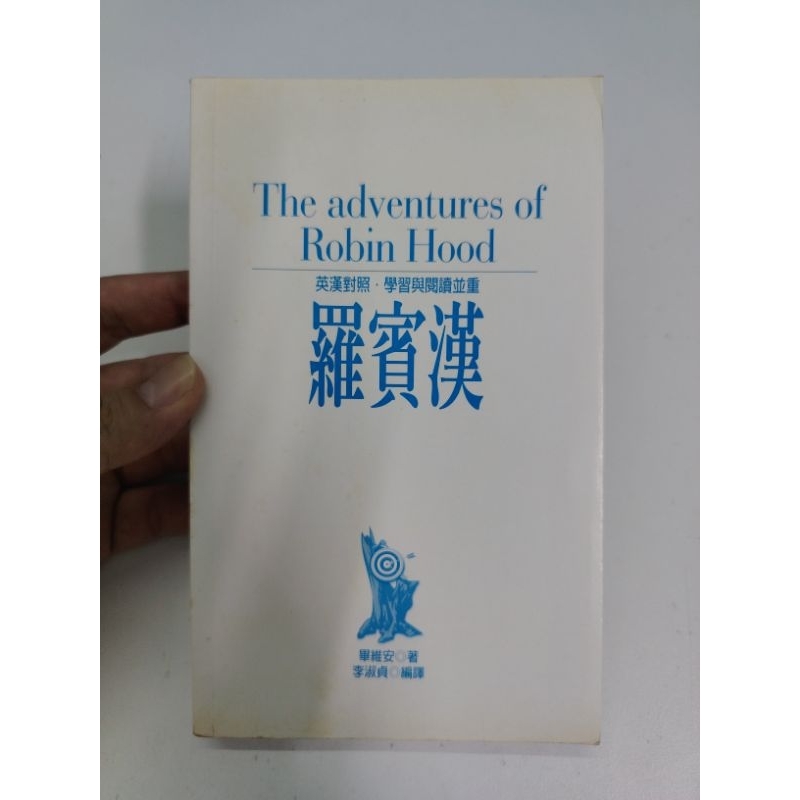 The adventures of
Robin Hood
英漢對照・學習與閱讀並重
羅賓漢
畢維安◎著
李淑貞◎編譯